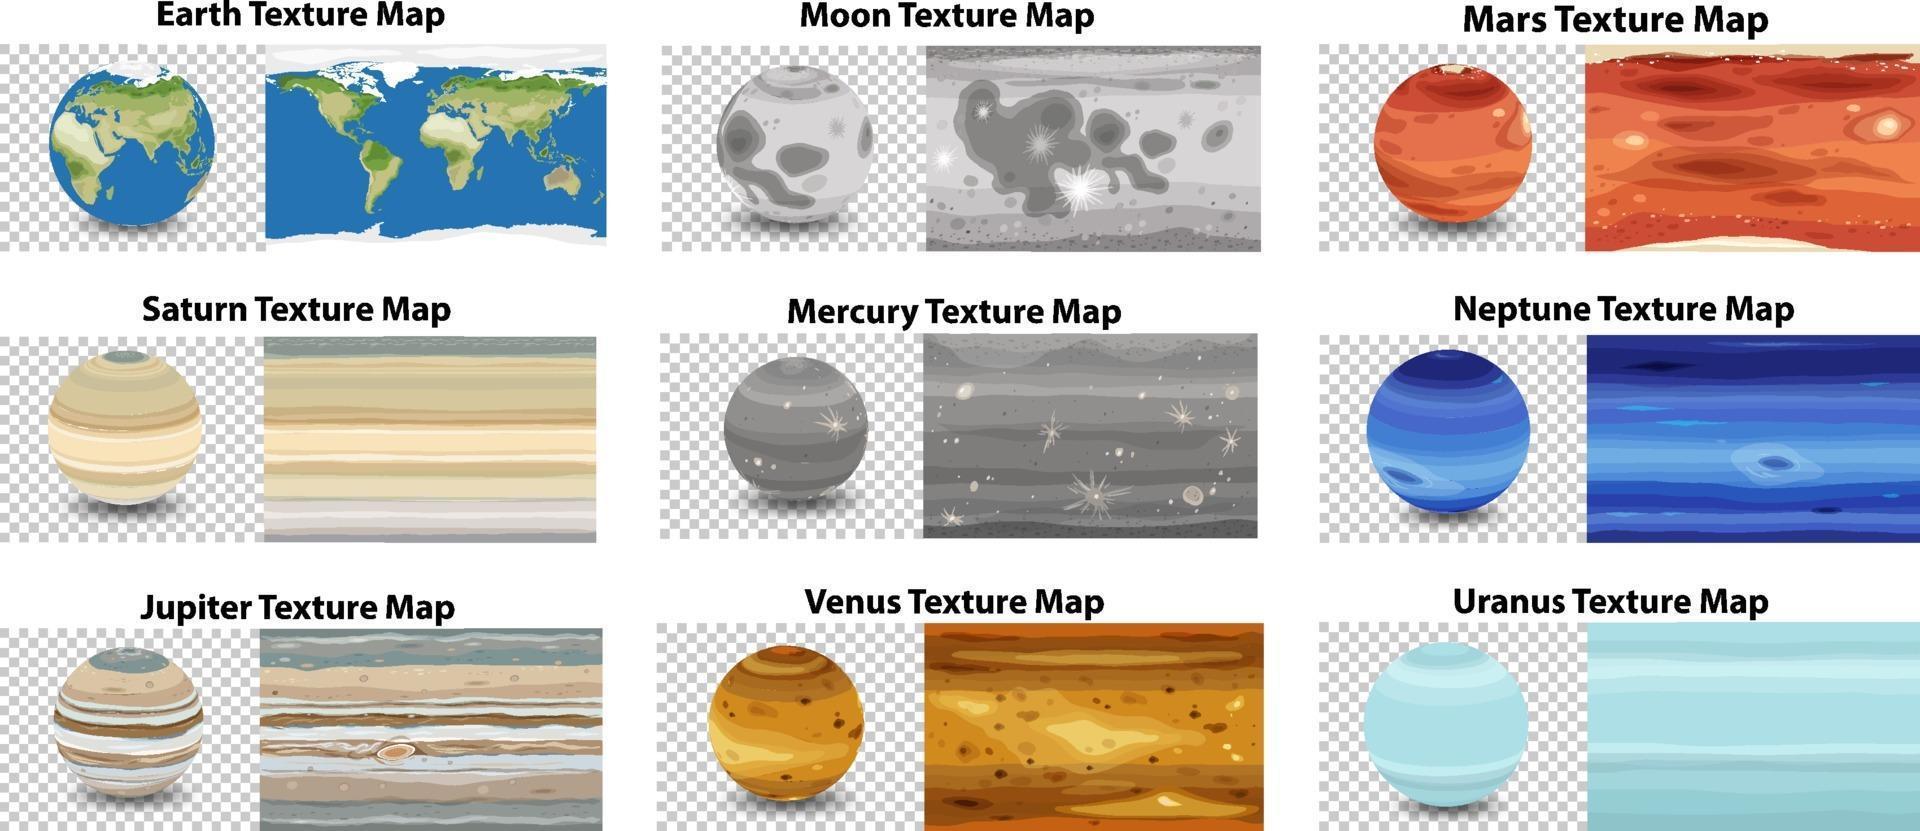 Earth Texture Map
Moon Texture Map
Mars Texture Map
Saturn Texture Map
Mercury Texture Map
Neptune Texture Map
Jupiter Texture Map
Venus Texture Map
Uranus Texture Map